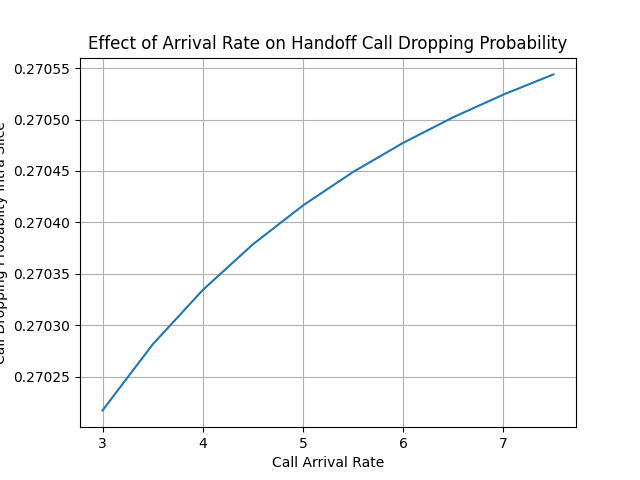 Effect of Arrival Rate on Handoff Call Dropping Probability
Call Dropping Probablity Intra Slice
0.27055
0.27050
0.27045
0.27040
0.27035
0.27030
0.27025
3 4 5 6 7
Call Arrival Rate